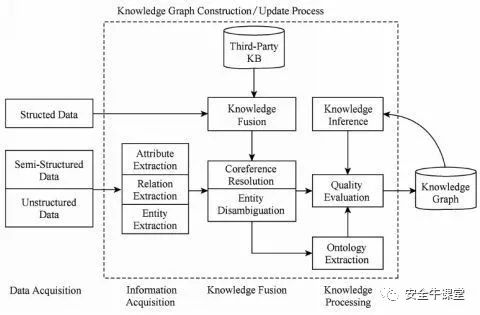 Knowledge Graph Construction/Update Process
Third-Party
KB
Structed Data
Knowledge
Fusion
Knowledge
Inference
Semi-Structured
Data
Unstructured
Data
Attribute
Extraction
Relation
Extraction
Entity
Extraction
Coreference
Resolution
Entity
Disambiguation
Quality
Evaluation
Knowledge
Graph
Ontology
Extraction
Data Acquisition
Information
Acquisition
Knowledge Fusion
Knowledge
Processing
安全牛课堂